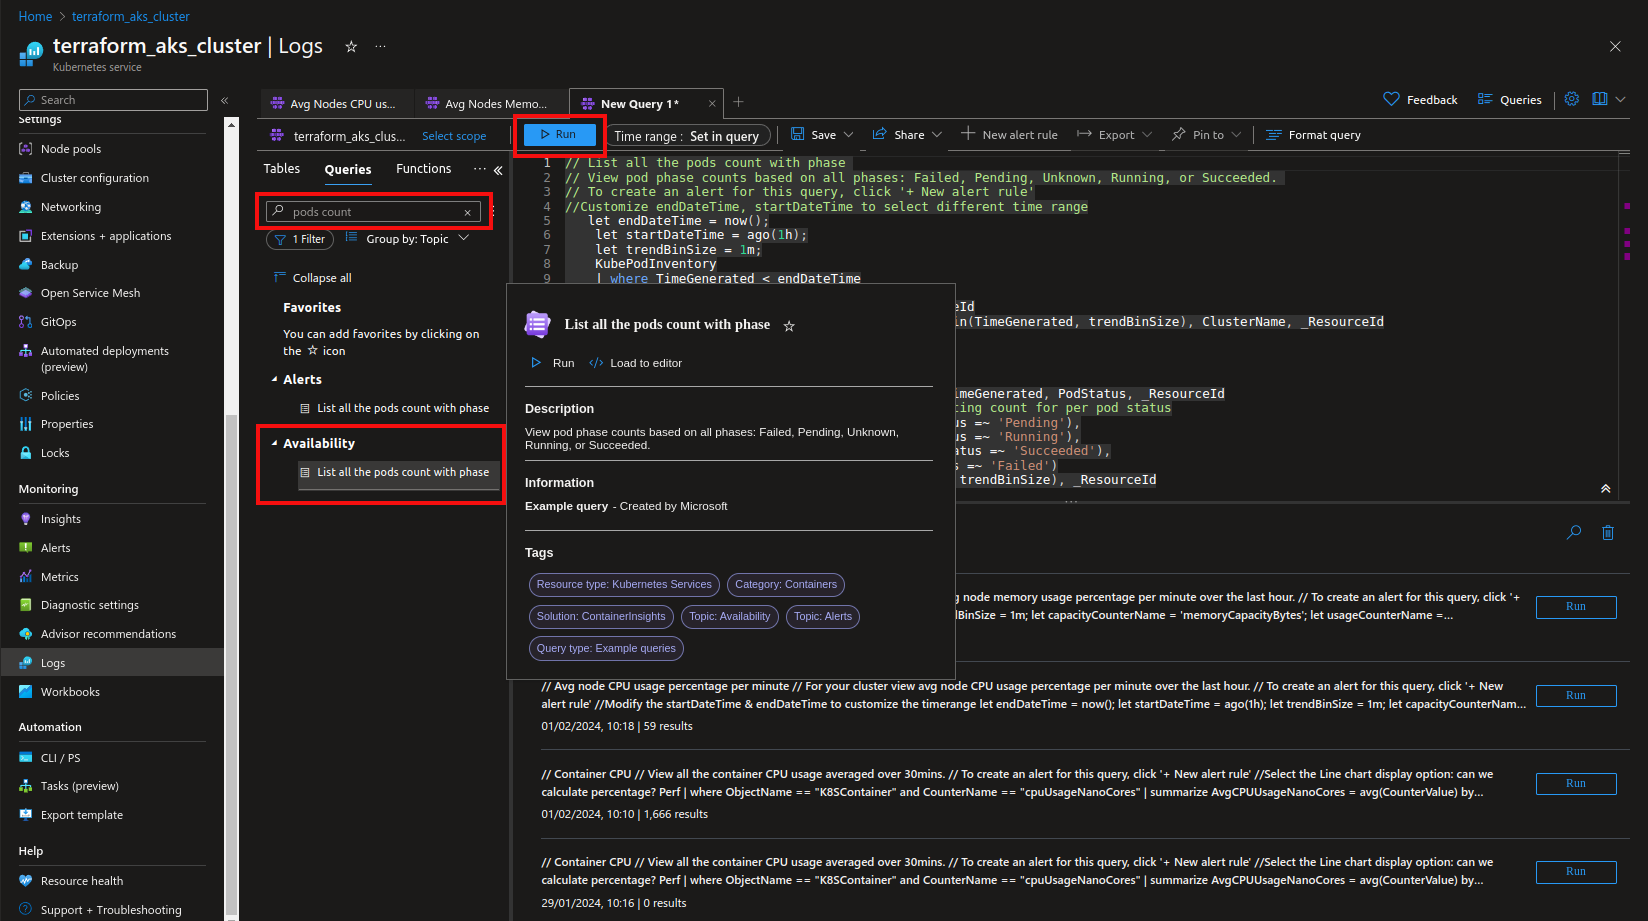 Home > terraform_aks_cluster
terraform_aks_cluster | Logs ☆ ···
Kubernetes service
Search «
Settings
Node pools
Cluster configuration
Networking
Extensions + applications
Backup
Open Service Mesh
GitOps
Automated deployments
(preview)
Policies
Properties
Locks
Monitoring
Insights
Alerts
Metrics
Diagnostic settings
Advisor recommendations
Logs
Workbooks
Automation
CLI / PS
Tasks (preview)
Export template
Help
Resource health
Support + Troubleshooting
Avg Nodes CPU us... Avg Nodes Memo... New Query 1* × +
Feedback Queries
terraform_aks_clus... Select scope
Run Time range : Set in query Save Share New alert rule Export Pin to Format query
Tables Queries Functions ··· «
pods count ×
1 Filter Group by: Topic
Collapse all
Favorites
You can add favorites by clicking on
the ☆ icon
Alerts
List all the pods count with phase
Availability
List all the pods count with phase
1 // List all the pods count with phase
2 // View pod phase counts based on all phases: Failed, Pending, Unknown, Running, or Succeeded.
3 // To create an alert for this query, click '+ New alert rule'
4 //Customize endDateTime, startDateTime to select different time range
5 let endDateTime = now();
6 let startDateTime = ago(1h);
7 let trendBinSize = 1m;
8 KubePodInventory
9 | where TimeGenerated < endDateTime
eId
in(TimeGenerated, trendBinSize), ClusterName, _ResourceId
imeGenerated, PodStatus, _ResourceId
ting count for per pod status
us =~ 'Pending'),
us =~ 'Running'),
atus =~ 'Succeeded'),
s =~ 'Failed')
trendBinSize), _ResourceId
List all the pods count with phase ☆
Run </> Load to editor
Description
View pod phase counts based on all phases: Failed, Pending, Unknown,
Running, or Succeeded.
Information
Example query - Created by Microsoft
Tags
Resource type: Kubernetes Services Category: Containers
Solution: ContainerInsights Topic: Availability Topic: Alerts
Query type: Example queries
g node memory usage percentage per minute over the last hour. // To create an alert for this query, click '+
dBinSize = 1m; let capacityCounterName = 'memoryCapacityBytes'; let usageCounterName =...
Run
// Avg node CPU usage percentage per minute // For your cluster view avg node CPU usage percentage per minute over the last hour. // To create an alert for this query, click '+ New
alert rule' //Modify the startDateTime & endDateTime to customize the timerange let endDateTime = now(); let startDateTime = ago(1h); let trendBinSize = 1m; let capacityCounterNam...
01/02/2024, 10:18 | 59 results
Run
// Container CPU // View all the container CPU usage averaged over 30mins. // To create an alert for this query, click '+ New alert rule' //Select the Line chart display option: can we
calculate percentage? Perf | where ObjectName == "K8SContainer" and CounterName == "cpuUsageNanoCores" | summarize AvgCPUUsageNanoCores = avg(CounterValue) by...
01/02/2024, 10:10 | 1,666 results
Run
// Container CPU // View all the container CPU usage averaged over 30mins. // To create an alert for this query, click '+ New alert rule' //Select the Line chart display option: can we
calculate percentage? Perf | where ObjectName == "K8SContainer" and CounterName == "cpuUsageNanoCores" | summarize AvgCPUUsageNanoCores = avg(CounterValue) by...
29/01/2024, 10:16 | 0 results
Run